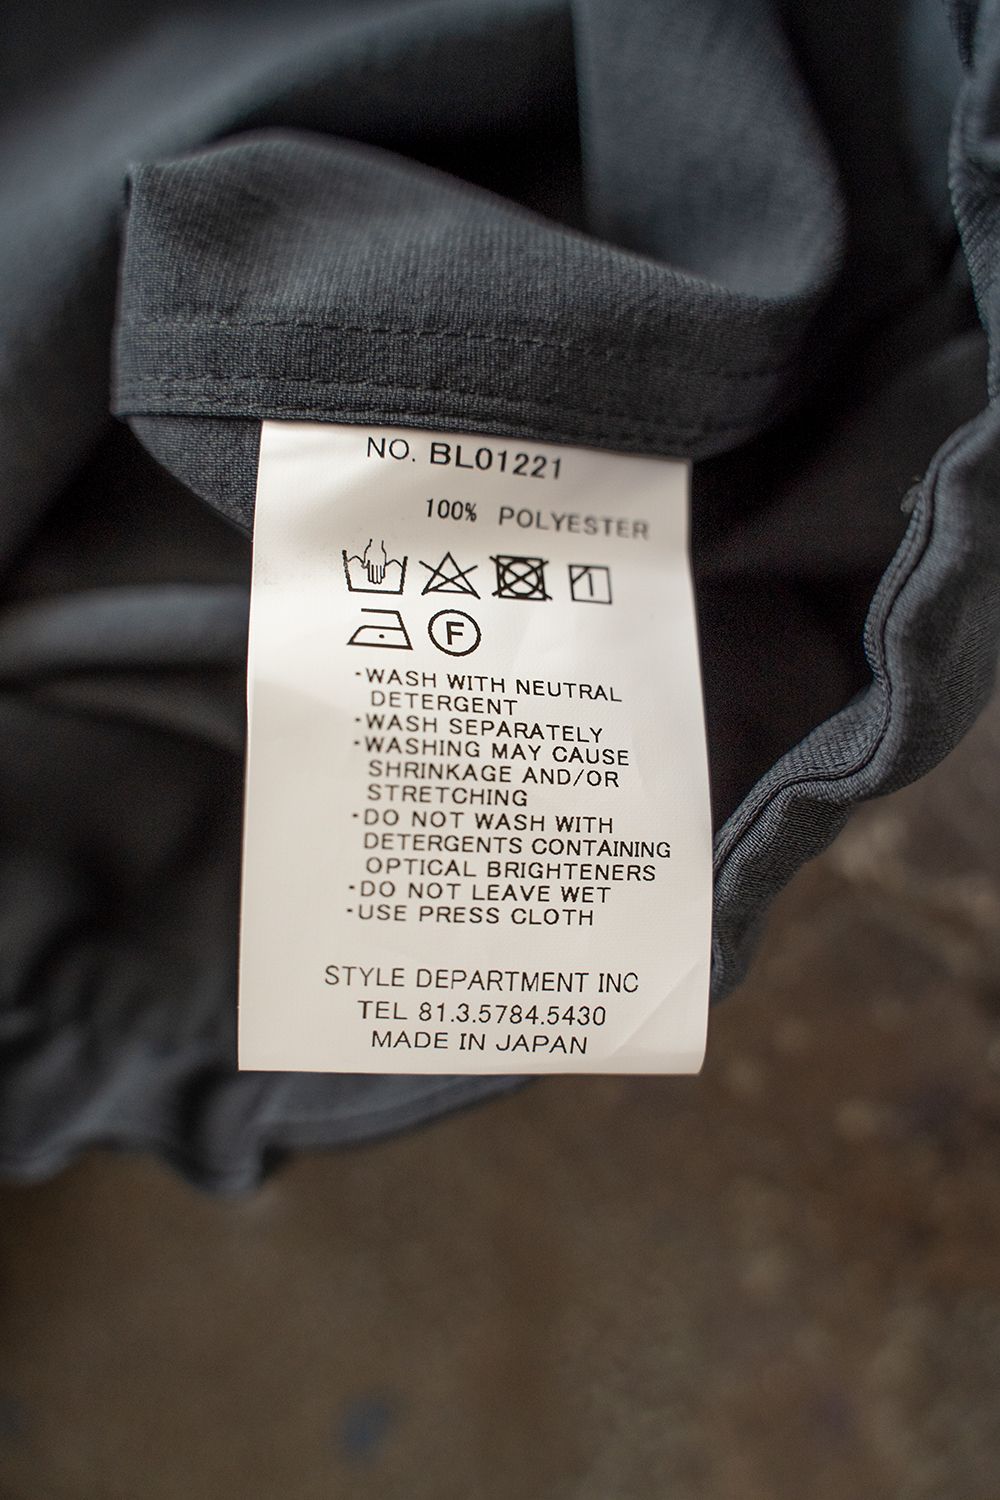 NO. BL01221
100% POLYESTER
F
·WASH WITH NEUTRAL
DETERGENT
·WASH SEPARATELY
·WASHING MAY CAUSE
SHRINKAGE AND/OR
STRETCHING
·DO NOT WASH WITH
DETERGENTS CONTAINING
OPTICAL BRIGHTENERS
·DO NOT LEAVE WET
·USE PRESS CLOTH
STYLE DEPARTMENT INC
TEL 81.3.5784.5430
MADE IN JAPAN